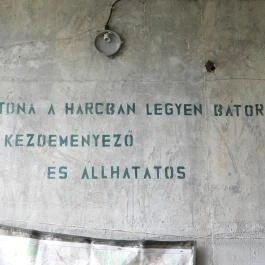 TONA A HARCBAN LEGYEN BATOR
KEZDEMENYEZŐ
ES ALLHATATOS